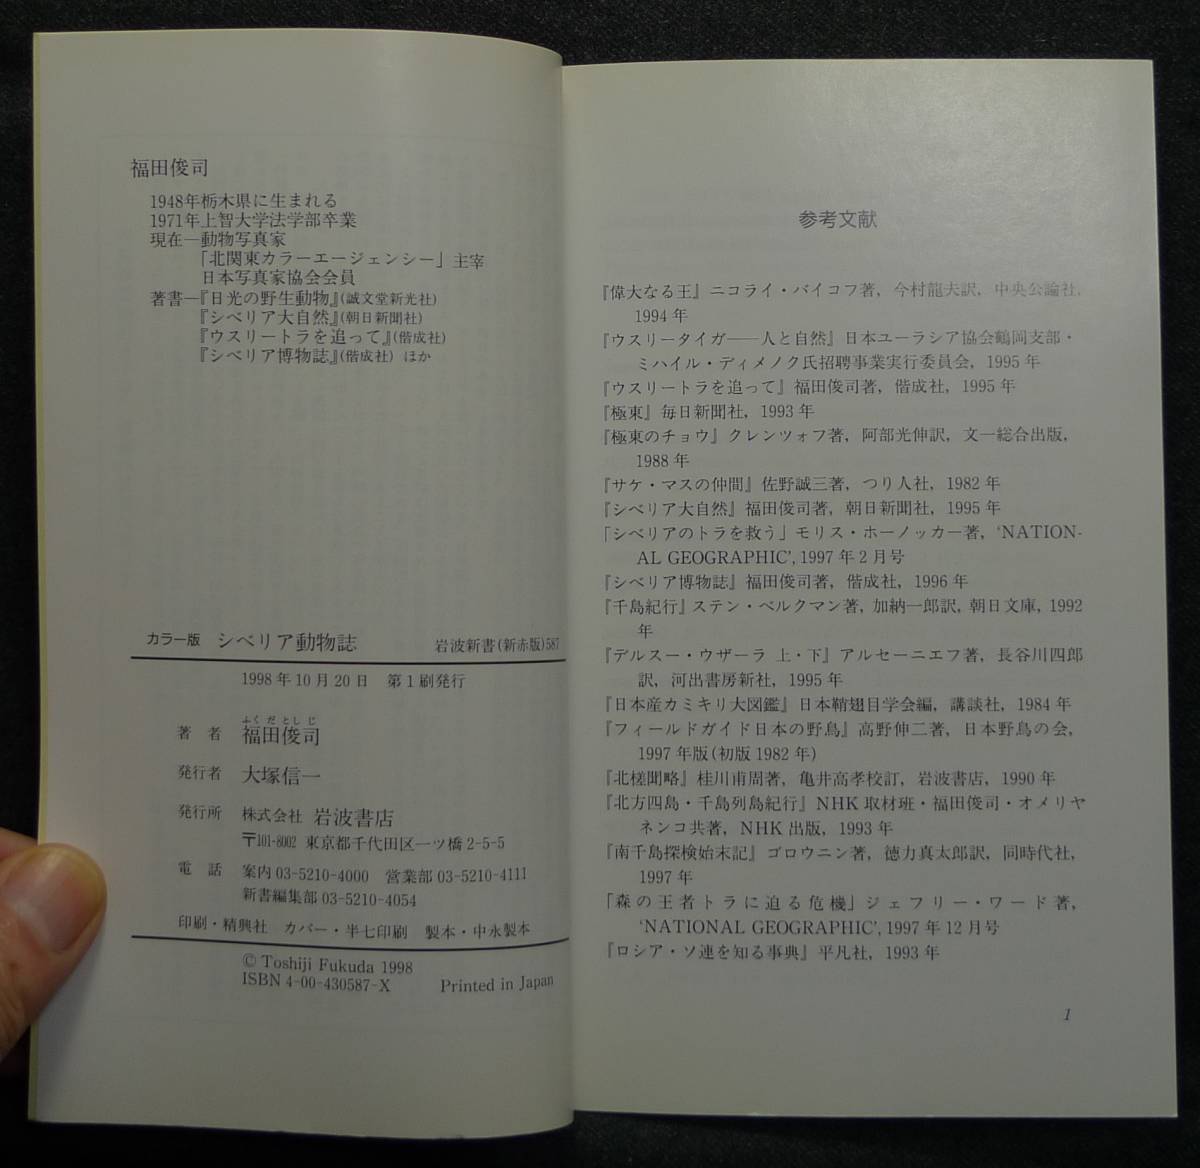 福田俊司
1948年栃木県に生まれる
1971年上智大学法学部卒業
現在―動物写真家
「北関東カラーエージェンシー」主宰
日本写真家協会会員
著書―『日光の野生動物』(誠文堂新光社)
『シベリア大自然』(朝日新聞社)
『ウスリートラを追って』(偕成社)
『シベリア博物誌』(偕成社) ほか
カラー版 シベリア動物誌 岩波新書(新赤版)587
1998年10月20日 第1刷発行
ふく だ とし じ
著 者 福田俊司
発行者 大塚信一
発行所 株式会社 岩波書店
〒101-8002 東京都千代田区一ツ橋2-5-5
電 話 案内03-5210-4000 営業部03-5210-4111
新書編集部03-5210-4054
印刷・精興社 カバー・半七印刷 製本・中永製本
© Toshiji Fukuda 1998
ISBN 4-00-430587-X Printed in Japan
参考文献
『偉大なる王』ニコライ・バイコフ著, 今村龍夫訳, 中央公論社,
1994年
『ウスリータイガ――人と自然』日本ユーラシア協会鶴岡支部・
ミハイル・ディメノク氏招聘事業実行委員会, 1995年
『ウスリートラを追って』福田俊司著, 偕成社, 1995年
『極東』毎日新聞社, 1993年
『極東のチョウ』クレンツォフ著, 阿部光伸訳, 文一総合出版,
1988年
『サケ・マスの仲間』佐野誠三著, つり人社, 1982年
『シベリア大自然』福田俊司著, 朝日新聞社, 1995年
「シベリアのトラを救う」モリス・ホーノッカー著, ‘NATION-
AL GEOGRAPHIC’, 1997年2月号
『シベリア博物誌』福田俊司著, 偕成社, 1996年
『千島紀行』ステン・ベルクマン著, 加納一郎訳, 朝日文庫, 1992
年
『デルスー・ウザーラ 上・下』アルセーニエフ著, 長谷川四郎
訳, 河出書房新社, 1995年
『日本産カミキリ大図鑑』日本鞘翅目学会編, 講談社, 1984年
『フィールドガイド日本の野鳥』高野伸二著, 日本野鳥の会,
1997年版(初版1982年)
『北槎聞略』桂川甫周著, 亀井高孝校訂, 岩波書店, 1990年
『北方四島・千島列島紀行』NHK取材班・福田俊司・オメリヤ
ネンコ共著, NHK出版, 1993年
『南千島探検始末記』ゴロウニン著, 徳力真太郎訳, 同時代社,
1997年
「森の王者トラに迫る危機」ジェフリー・ワード著,
‘NATIONAL GEOGRAPHIC’, 1997年12月号
『ロシア・ソ連を知る事典』平凡社, 1993年
1